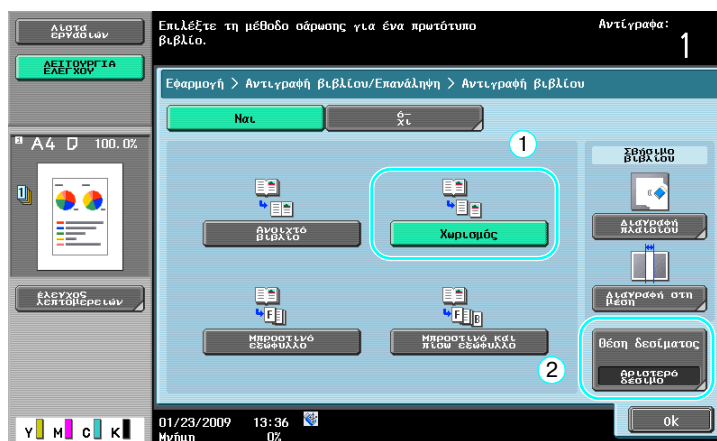 Λίστα
εργασιών
Επιλέξτε τη μέθοδο σάρωσης για ένα πρωτότυπο
βιβλίο.
Αντίγραφα:
1
ΛΕΙΤΟΥΡΓΙΑ
ΕΛΕΓΧΟΥ
Εφαρμογή > Αντιγραφή βιβλίου/Επανάληψη > Αντιγραφή βιβλίου
Ναι
ό-
χι
1
A4 100.0%
Σβήσιμο
βιβλίου
1
Ανοιχτό
βιβλίο
Χωρισμός
Διαγραφή
πλαισίου
έλεγχος
λεπτομερειών
Διαγραφή στη
μέση
F
F B
Μπροστινό
εξώφυλλο
Μπροστινό και
πίσω εξώφυλλο
θέση δεσίματος
2
Αριστερό
δέσιμο
ok
01/23/2009 13:36
Μνήμη 0%
Y M C K